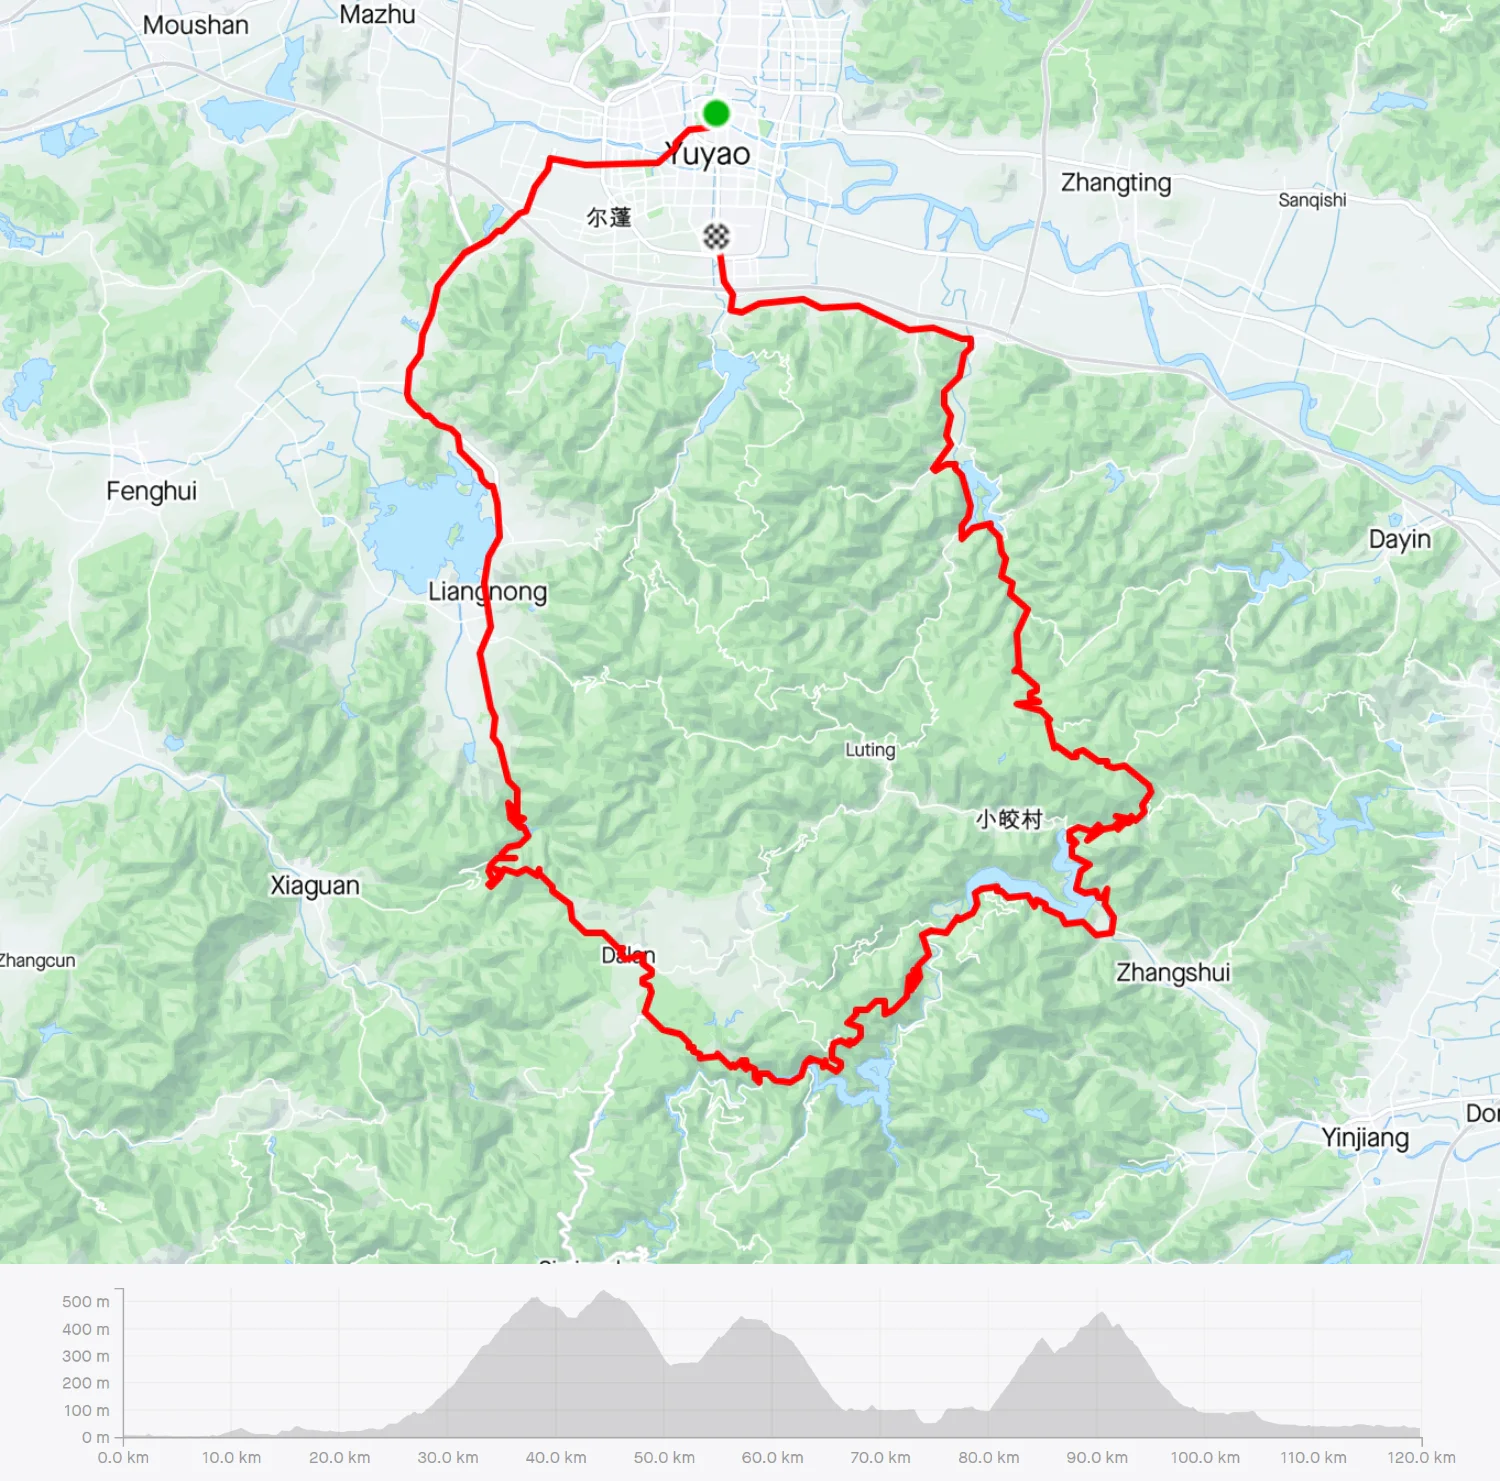 Moushan
Mazhu
Yuyao
Zhangting
Sanqishi
尔蓬
Fenghui
Dayin
Liangnong
Luting
小皎村
Xiaguan
Dalan
Zhangcun
Zhangshui
Don
Yinjiang
500 m
400 m
300 m
200 m
100 m
0 m
0.0 km
10.0 km
20.0 km
30.0 km
40.0 km
50.0 km
60.0 km
70.0 km
80.0 km
90.0 km
100.0 km
110.0 km
120.0 km